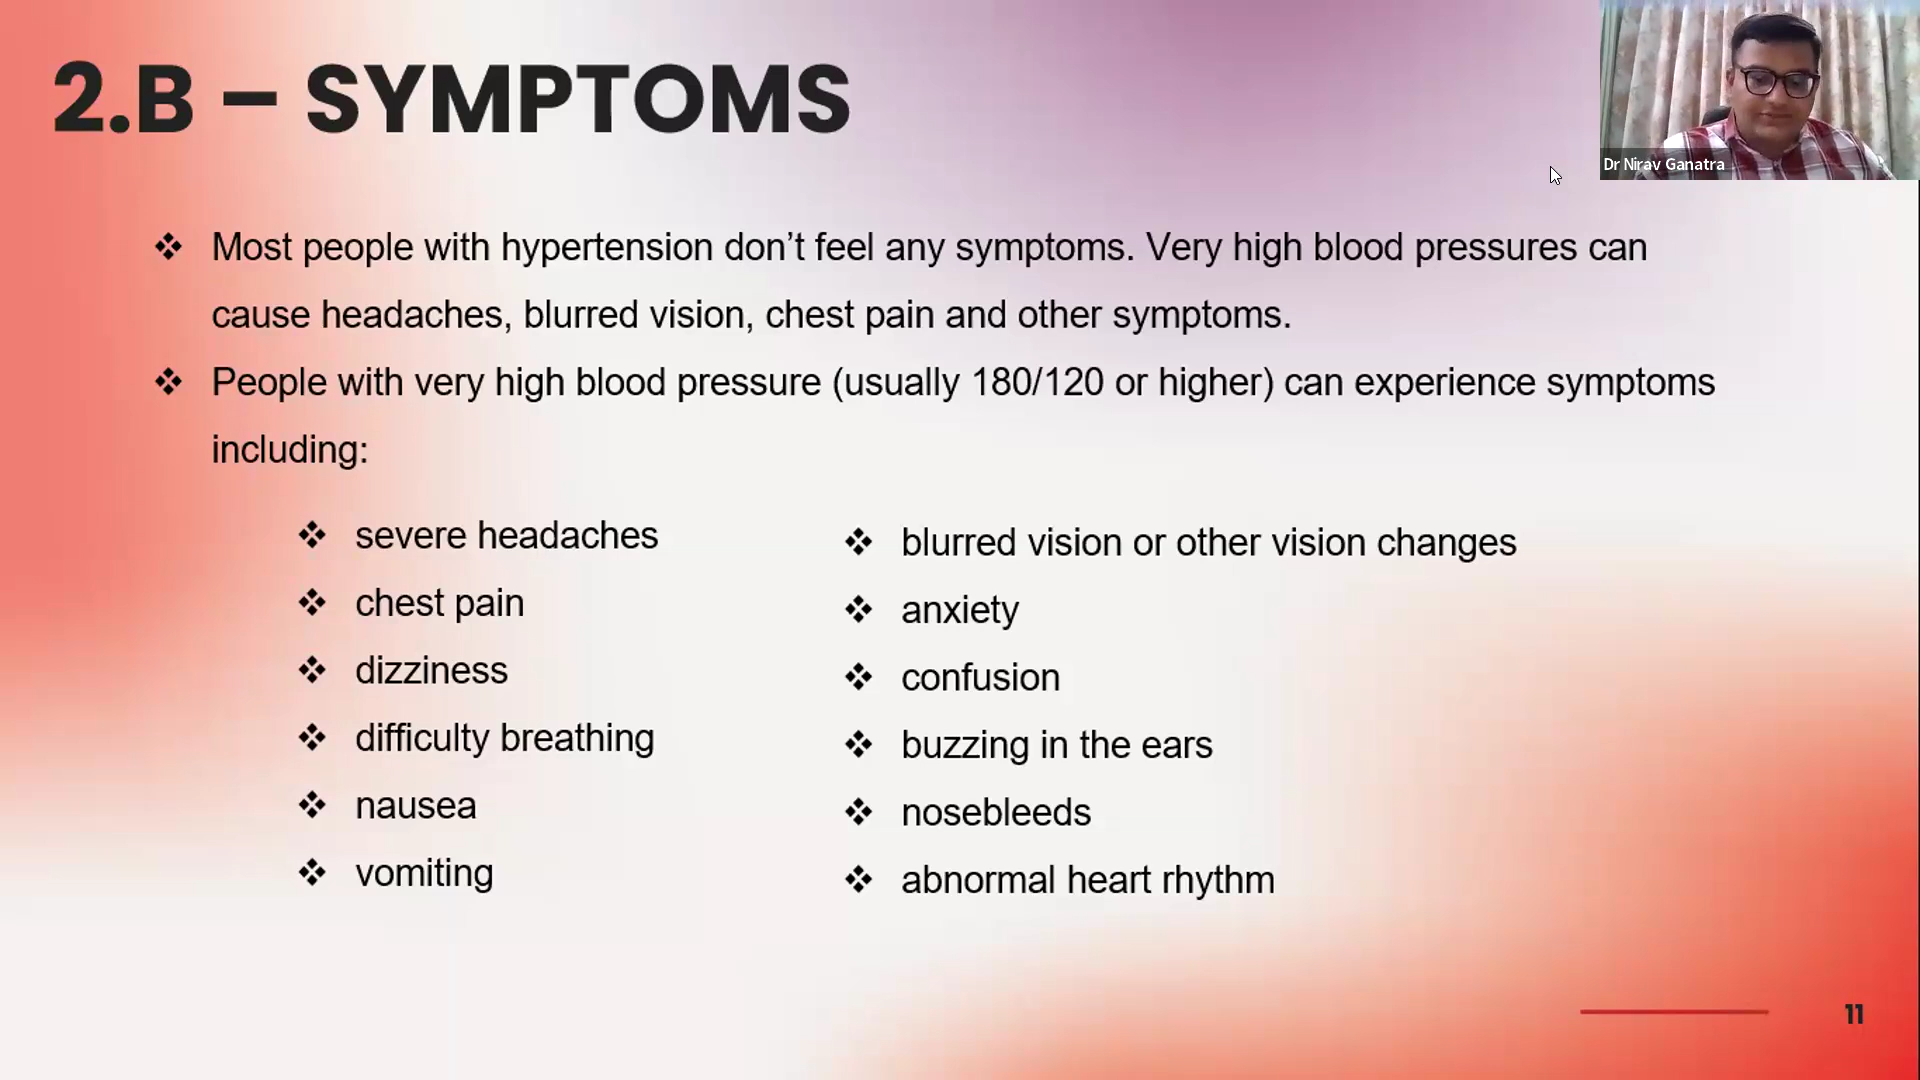 2.B – SYMPTOMS
Dr Nirav Ganatra
❖ Most people with hypertension don’t feel any symptoms. Very high blood pressures can
cause headaches, blurred vision, chest pain and other symptoms.
❖ People with very high blood pressure (usually 180/120 or higher) can experience symptoms
including:
❖ severe headaches
❖ chest pain
❖ dizziness
❖ difficulty breathing
❖ nausea
❖ vomiting
❖ blurred vision or other vision changes
❖ anxiety
❖ confusion
❖ buzzing in the ears
❖ nosebleeds
❖ abnormal heart rhythm
11